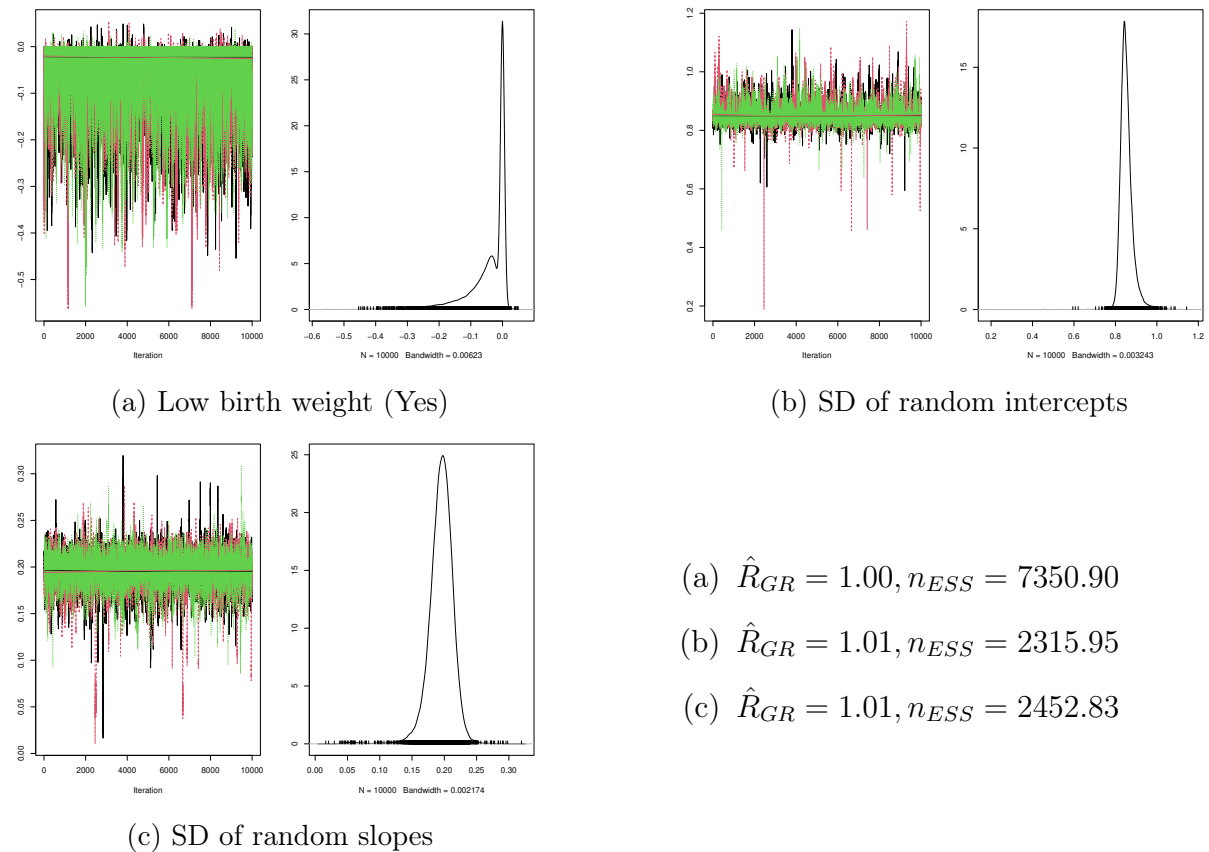 0.0
-0.1
-0.2
-0.3
-0.4
-0.5
0 2000 4000 6000 8000 10000
Iteration
30
25
20
15
10
5
0
−0.6 −0.5 −0.4 −0.3 −0.2 −0.1 0.0
N = 10000 Bandwidth = 0.00623
(a) Low birth weight (Yes)
1.2
1.0
0.8
0.6
0.4
0.2
0 2000 4000 6000 8000 10000
Iteration
15
10
5
0
0.2 0.4 0.6 0.8 1.0 1.2
N = 10000 Bandwidth = 0.003243
(b) SD of random intercepts
0.30
0.25
0.20
0.15
0.10
0.05
0.00
0 2000 4000 6000 8000 10000
Iteration
25
20
15
10
5
0
0.00 0.05 0.10 0.15 0.20 0.25 0.30
N = 10000 Bandwidth = 0.002174
(c) SD of random slopes
(a) R̂_GR = 1.00, n_ESS = 7350.90
(b) R̂_GR = 1.01, n_ESS = 2315.95
(c) R̂_GR = 1.01, n_ESS = 2452.83